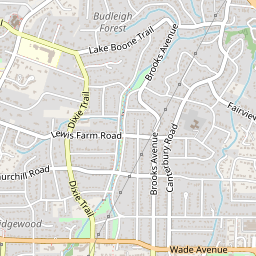 Budleigh
Forest
Lake Boone Trail
Brooks Avenue
Dixie Trail
Fairview
Lewis Farm Road
Brooks Avenue
Canterbury Road
urchill Road
Dixie Trail
idgewood
Wade Avenue